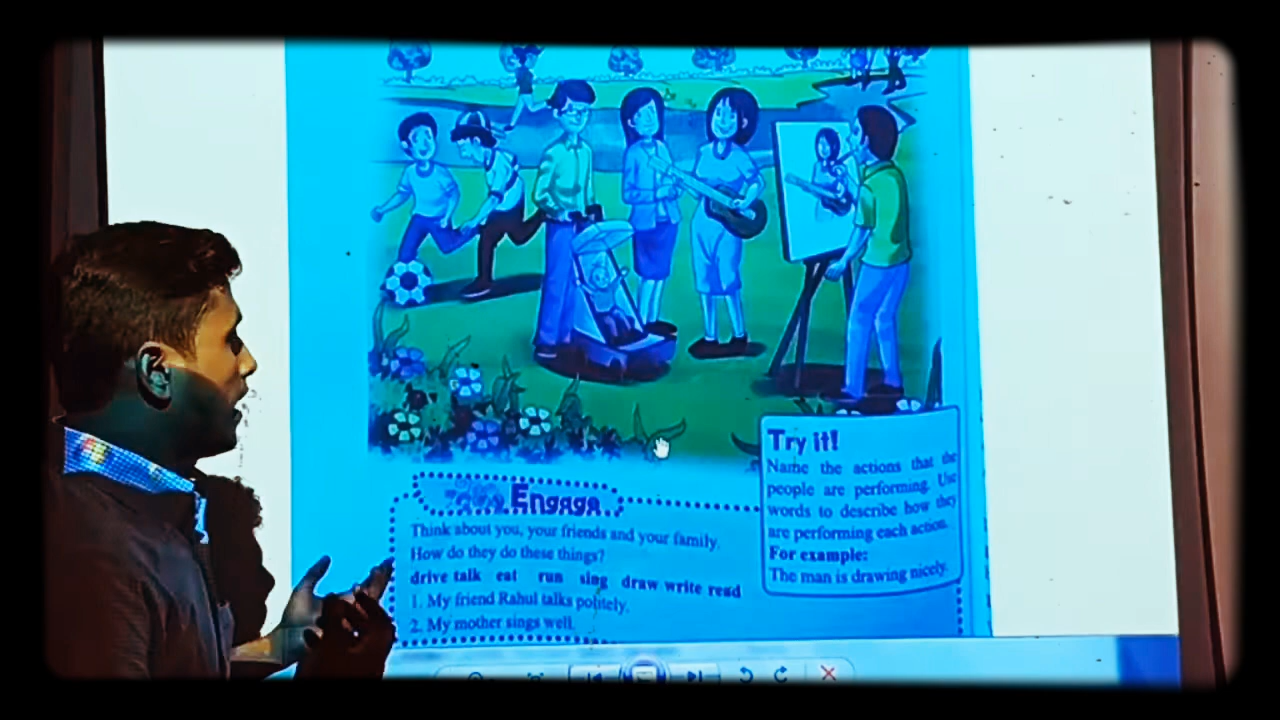 Engage
Think about you, your friends and your family.
How do they do these things?
drive talk eat run sing draw write read
1. My friend Rahul talks politely.
2. My mother sings well.
Try it!
Name the actions that the
people are performing. Use
words to describe how they
are performing each action.
For example:
The man is drawing nicely.